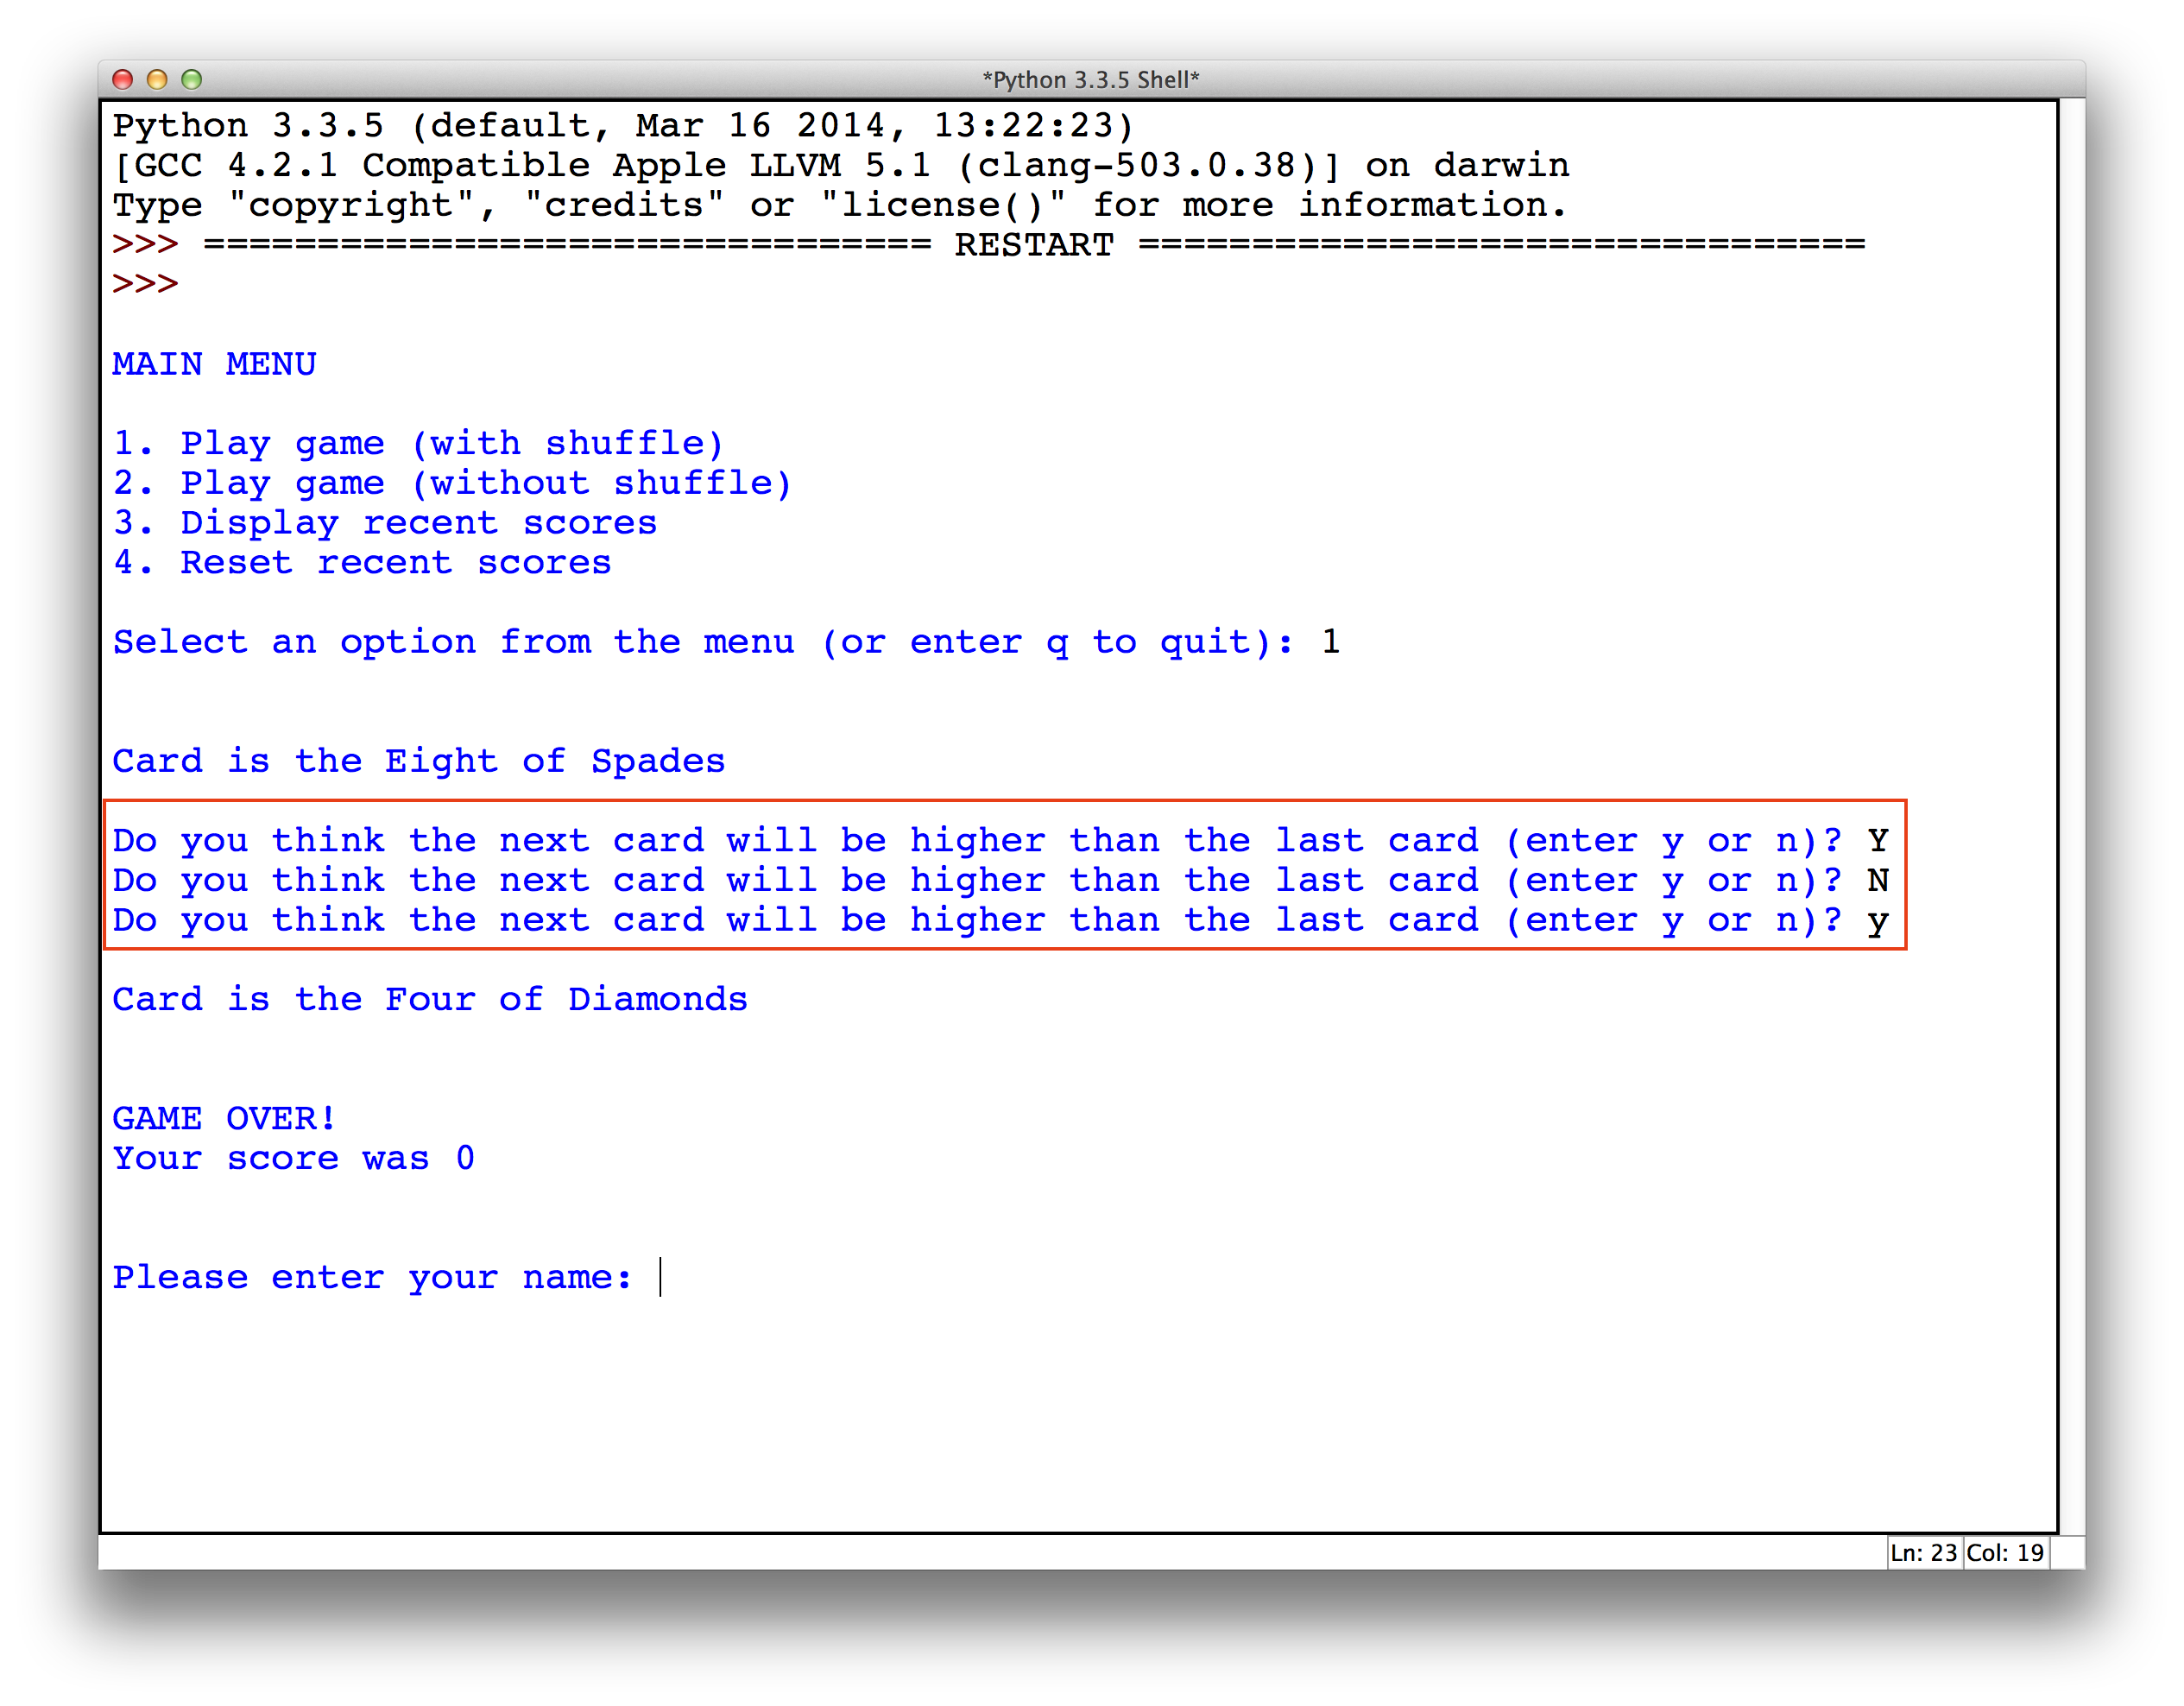 *Python 3.3.5 Shell*
Python 3.3.5 (default, Mar 16 2014, 13:22:23)
[GCC 4.2.1 Compatible Apple LLVM 5.1 (clang-503.0.38)] on darwin
Type "copyright", "credits" or "license()" for more information.
>>> ================================ RESTART ================================
>>>
MAIN MENU
1. Play game (with shuffle)
2. Play game (without shuffle)
3. Display recent scores
4. Reset recent scores
Select an option from the menu (or enter q to quit): 1
Card is the Eight of Spades
Do you think the next card will be higher than the last card (enter y or n)? Y
Do you think the next card will be higher than the last card (enter y or n)? N
Do you think the next card will be higher than the last card (enter y or n)? y
Card is the Four of Diamonds
GAME OVER!
Your score was 0
Please enter your name:
Ln: 23 Col: 19